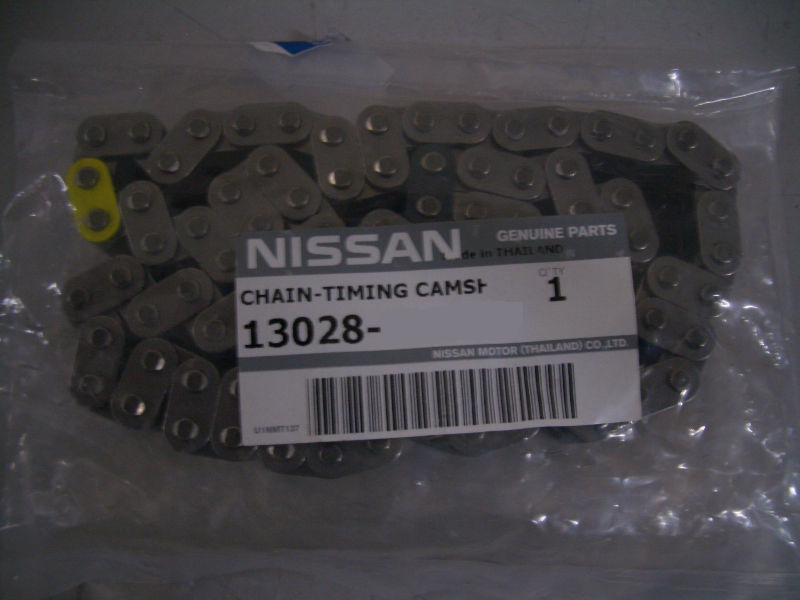 NISSAN GENUINE PARTS
Made in THAILAND
CHAIN-TIMING CAMSH
Q'TY
1
13028-
NISSAN MOTOR (THAILAND) CO.,LTD.